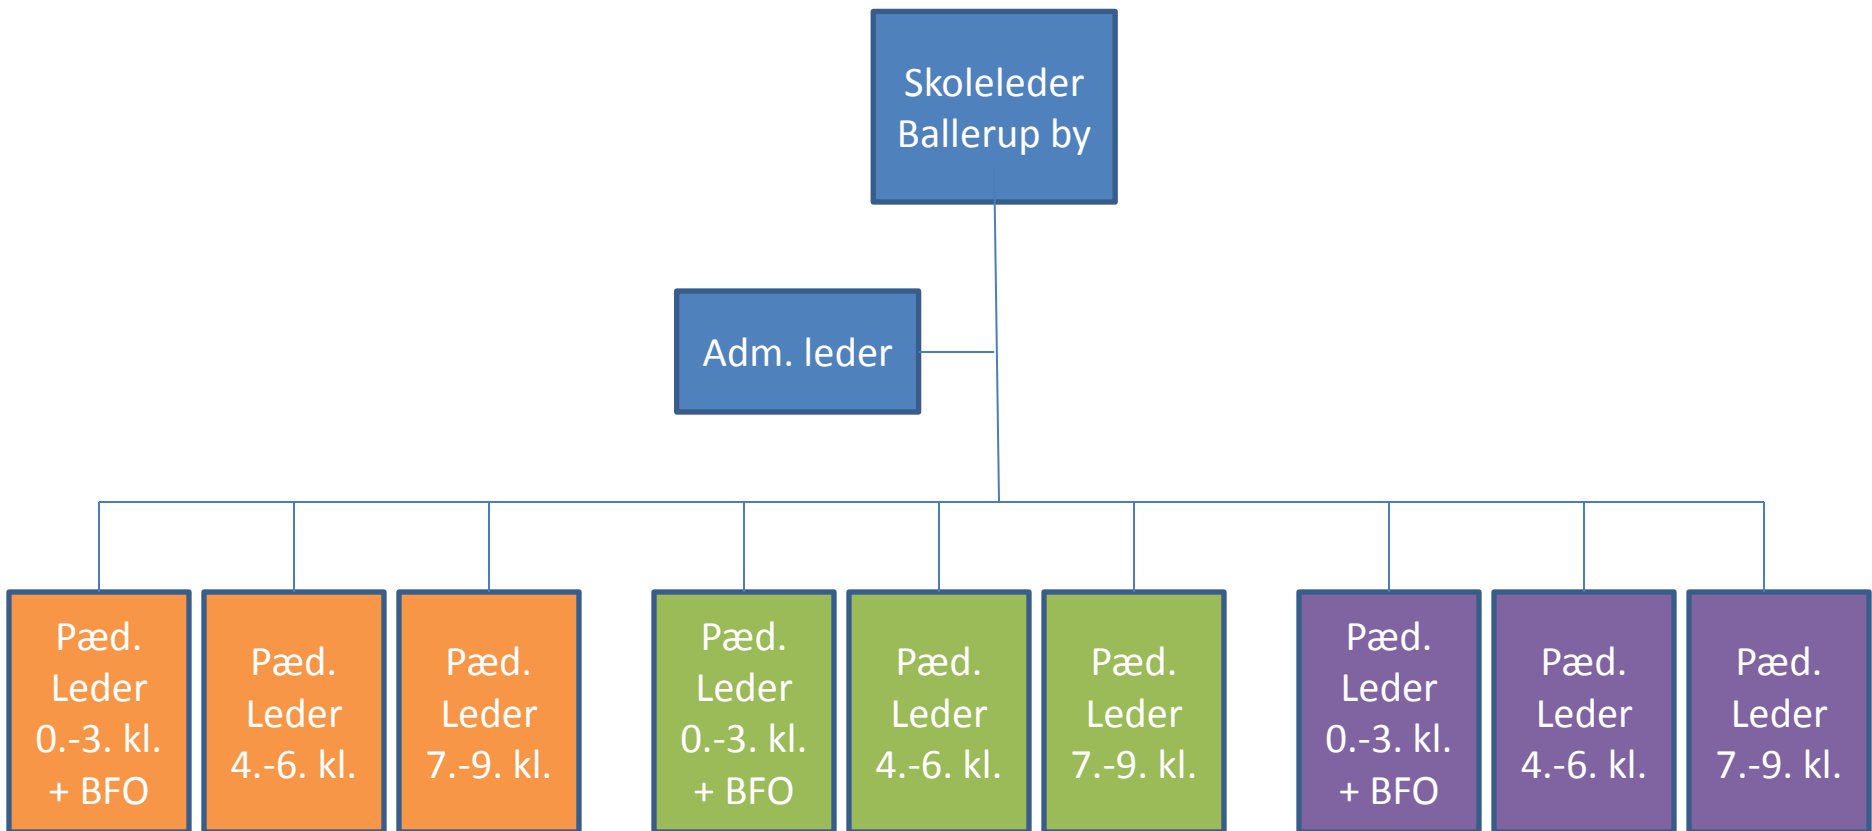 Skoleleder
Ballerup by
Adm. leder
Pæd.
Leder
0.-3. kl.
+ BFO
Pæd.
Leder
4.-6. kl.
Pæd.
Leder
7.-9. kl.
Pæd.
Leder
0.-3. kl.
+ BFO
Pæd.
Leder
4.-6. kl.
Pæd.
Leder
7.-9. kl.
Pæd.
Leder
0.-3. kl.
+ BFO
Pæd.
Leder
4.-6. kl.
Pæd.
Leder
7.-9. kl.